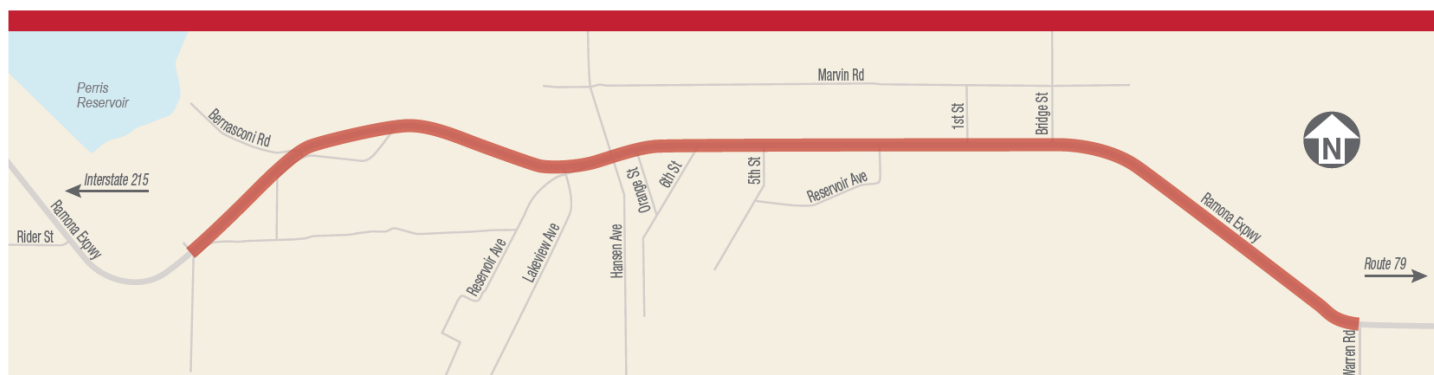 Perris
Reservoir
Bernasconi Rd
Interstate 215
Rider St
Ramona Expwy
Reservoir Ave
Lakeview Ave
Hansen Ave
Orange St
6th St
5th St
Reservoir Ave
Marvin Rd
1st St
Bridge St
N
Ramona Expwy
Route 79
Warren Rd